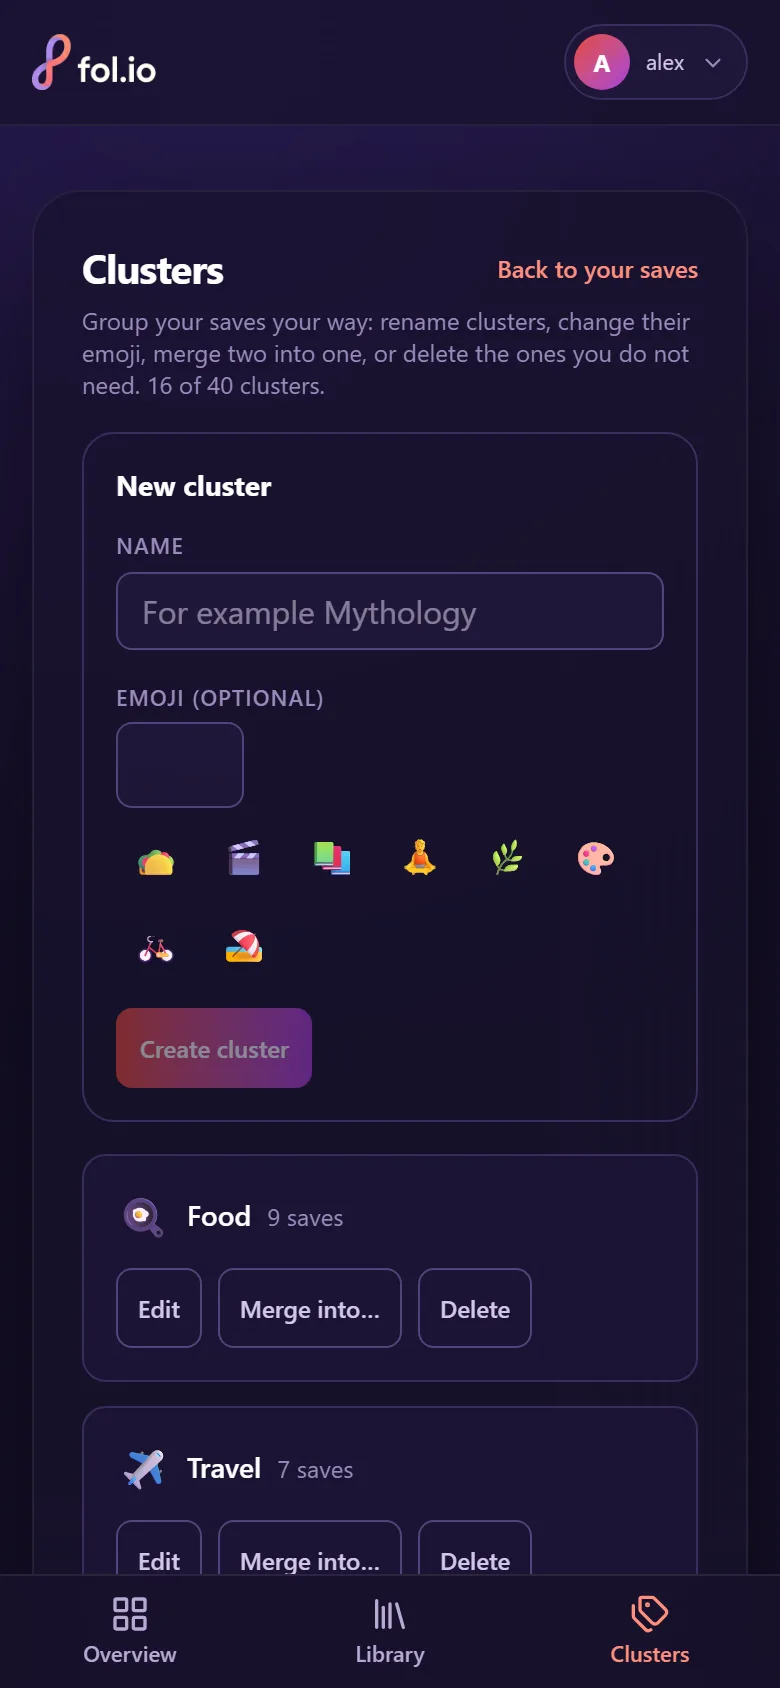 fol.io
A alex
Clusters
Back to your saves
Group your saves your way: rename clusters, change their
emoji, merge two into one, or delete the ones you do not
need. 16 of 40 clusters.
New cluster
NAME
For example Mythology
EMOJI (OPTIONAL)
Create cluster
Food 9 saves
Edit Merge into... Delete
Travel 7 saves
Edit Merge into... Delete
Overview Library Clusters